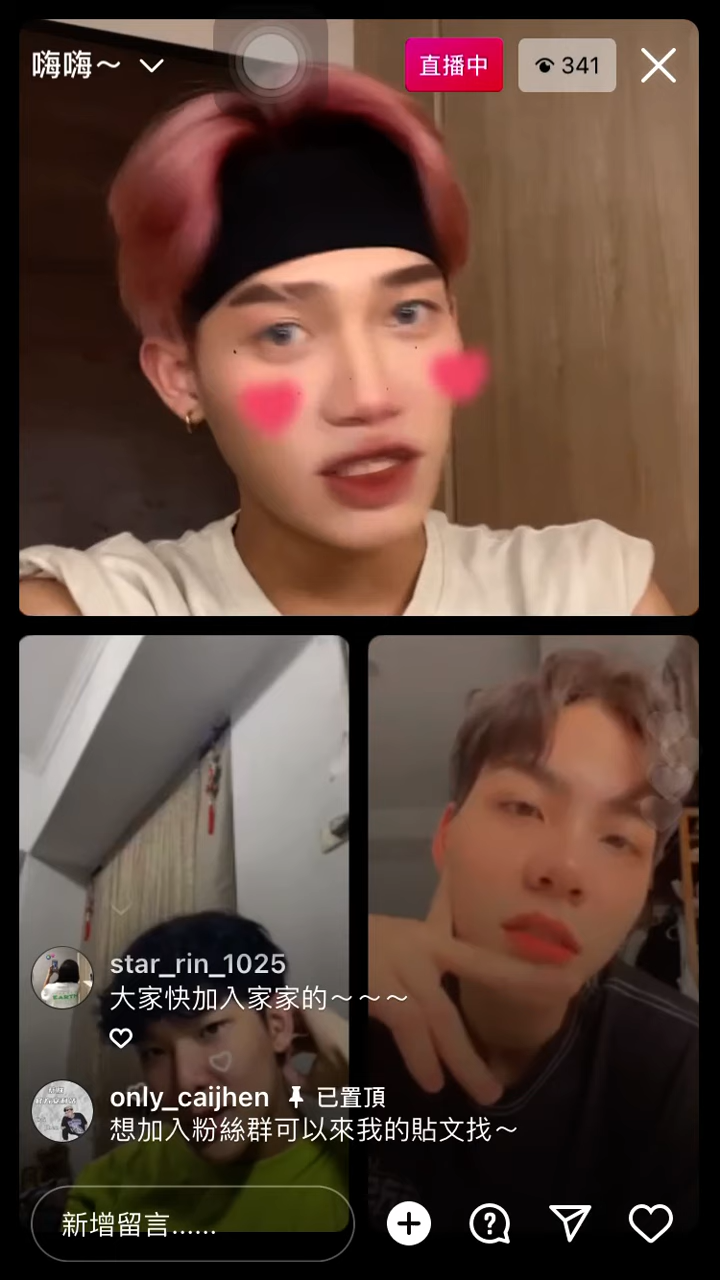 嗨嗨～
直播中
341
star_rin_1025
大家快加入家家的～～～
only_caijhen 已置頂
想加入粉絲群可以來我的貼文找～
新增留言......